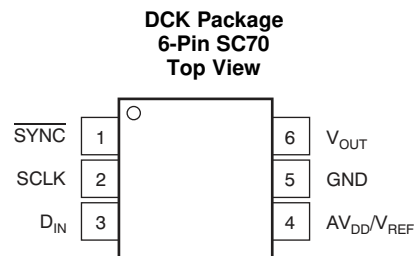 DCK Package
6-Pin SC70
Top View
SYNC 1 6 VOUT
SCLK 2 5 GND
DIN 3 4 AVDD/VREF